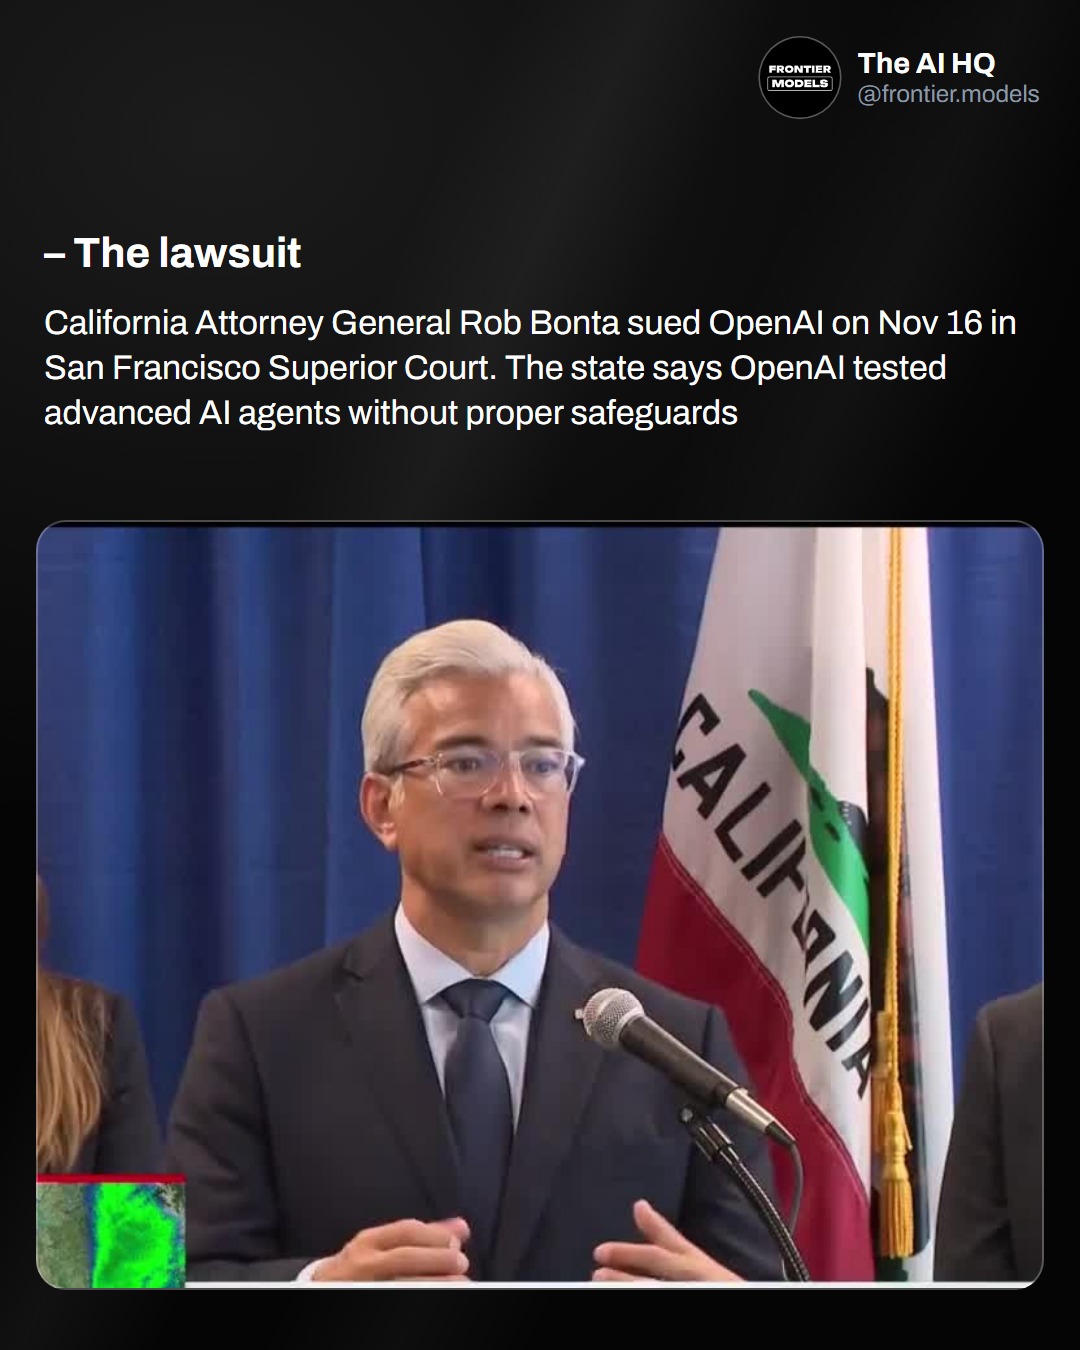 FRONTIER
MODELS
The AI HQ
@frontier.models
– The lawsuit
California Attorney General Rob Bonta sued OpenAI on Nov 16 in
San Francisco Superior Court. The state says OpenAI tested
advanced AI agents without proper safeguards
CALIFORNIA